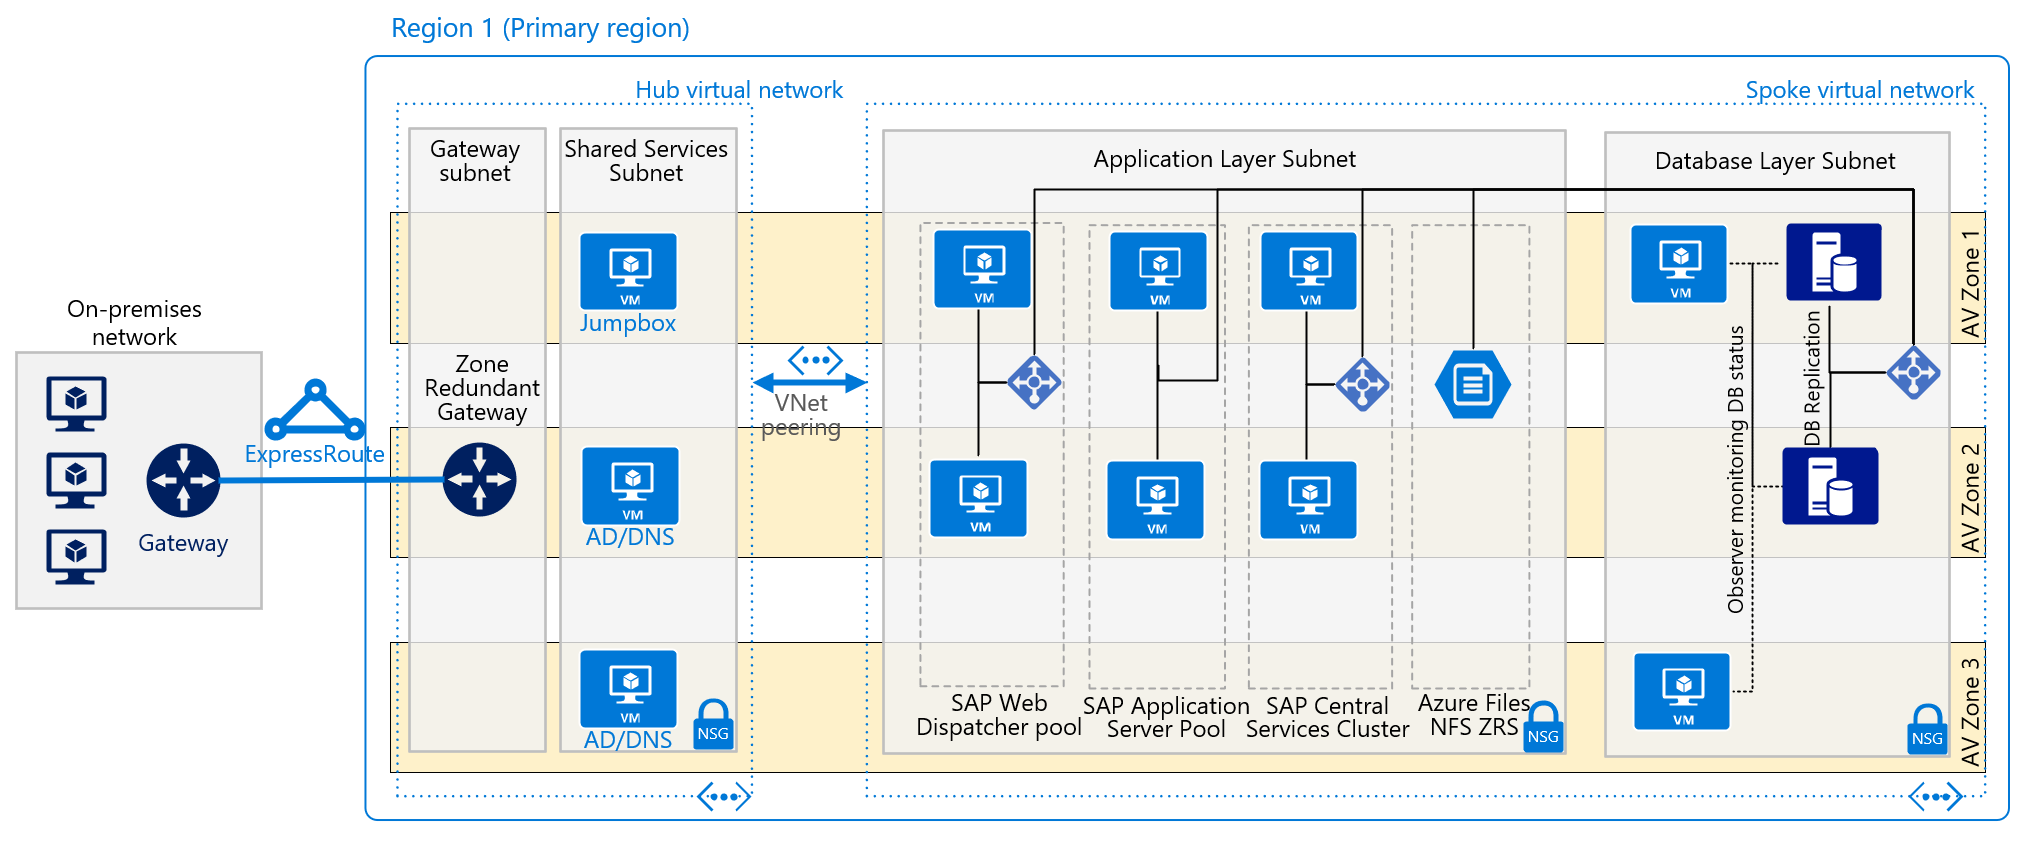 Region 1 (Primary region)
Hub virtual network
Spoke virtual network
Gateway
subnet
Shared Services
Subnet
Application Layer Subnet
Database Layer Subnet
On-premises
network
Gateway
ExpressRoute
Zone
Redundant
Gateway
VM
Jumpbox
VM
AD/DNS
VM
AD/DNS
NSG
VNet
peering
VM
VM
VM
VM
VM
VM
SAP Web
Dispatcher pool
SAP Application
Server Pool
SAP Central
Services Cluster
Azure Files
NFS ZRS
NSG
VM
VM
Observer monitoring DB status
DB Replication
NSG
AV Zone 1
AV Zone 2
AV Zone 3